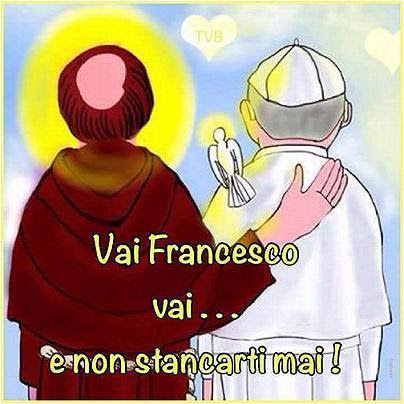 TVB
Vai Francesco
vai . . .
e non stancarti mai !